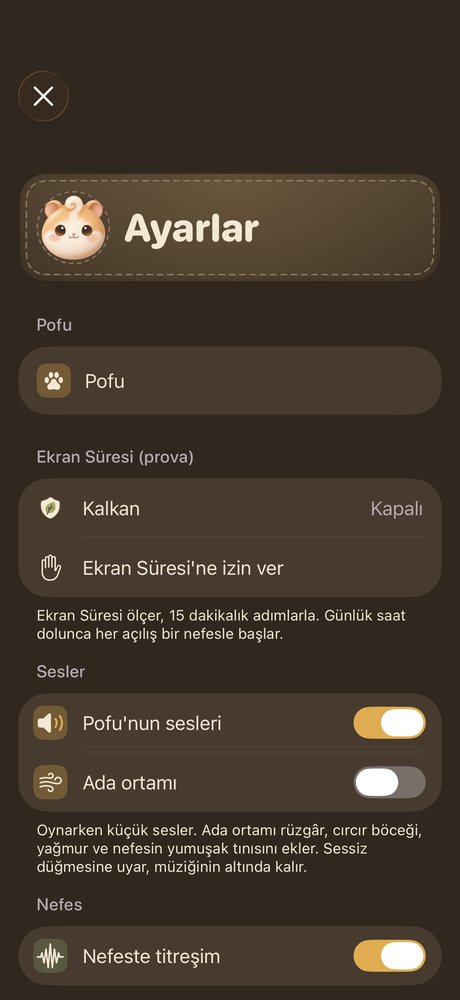 Ayarlar
Pofu
Pofu
Ekran Süresi (prova)
Kalkan
Kapalı
Ekran Süresi'ne izin ver
Ekran Süresi ölçer, 15 dakikalık adımlarla. Günlük saat
dolunca her açılış bir nefesle başlar.
Sesler
Pofu'nun sesleri
Ada ortamı
Oynarken küçük sesler. Ada ortamı rüzgâr, cırcır böceği,
yağmur ve nefesin yumuşak tınısını ekler. Sessiz
düğmesine uyar, müziğinin altında kalır.
Nefes
Nefeste titreşim